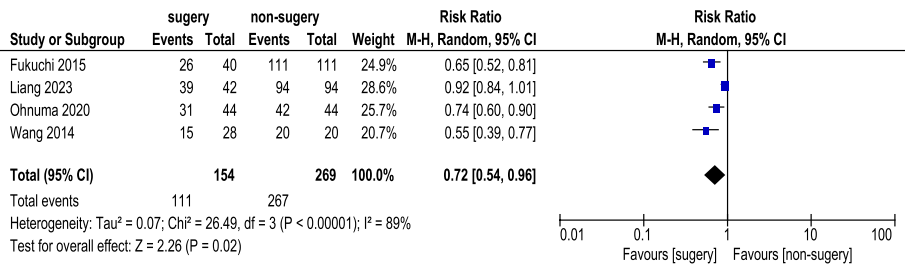 sugery non-sugery Risk Ratio Risk Ratio
Study or Subgroup Events Total Events Total Weight M-H, Random, 95% CI M-H, Random, 95% CI
Fukuchi 2015 26 40 111 111 24.9% 0.65 [0.52, 0.81]
Liang 2023 39 42 94 94 28.6% 0.92 [0.84, 1.01]
Ohnuma 2020 31 44 42 44 25.7% 0.74 [0.60, 0.90]
Wang 2014 15 28 20 20 20.7% 0.55 [0.39, 0.77]
Total (95% CI) 154 269 100.0% 0.72 [0.54, 0.96]
Total events 111 267
Heterogeneity: Tau² = 0.07; Chi² = 26.49, df = 3 (P < 0.00001); I² = 89%
Test for overall effect: Z = 2.26 (P = 0.02)
0.01 0.1 1 10 100
Favours [sugery] Favours [non-sugery]